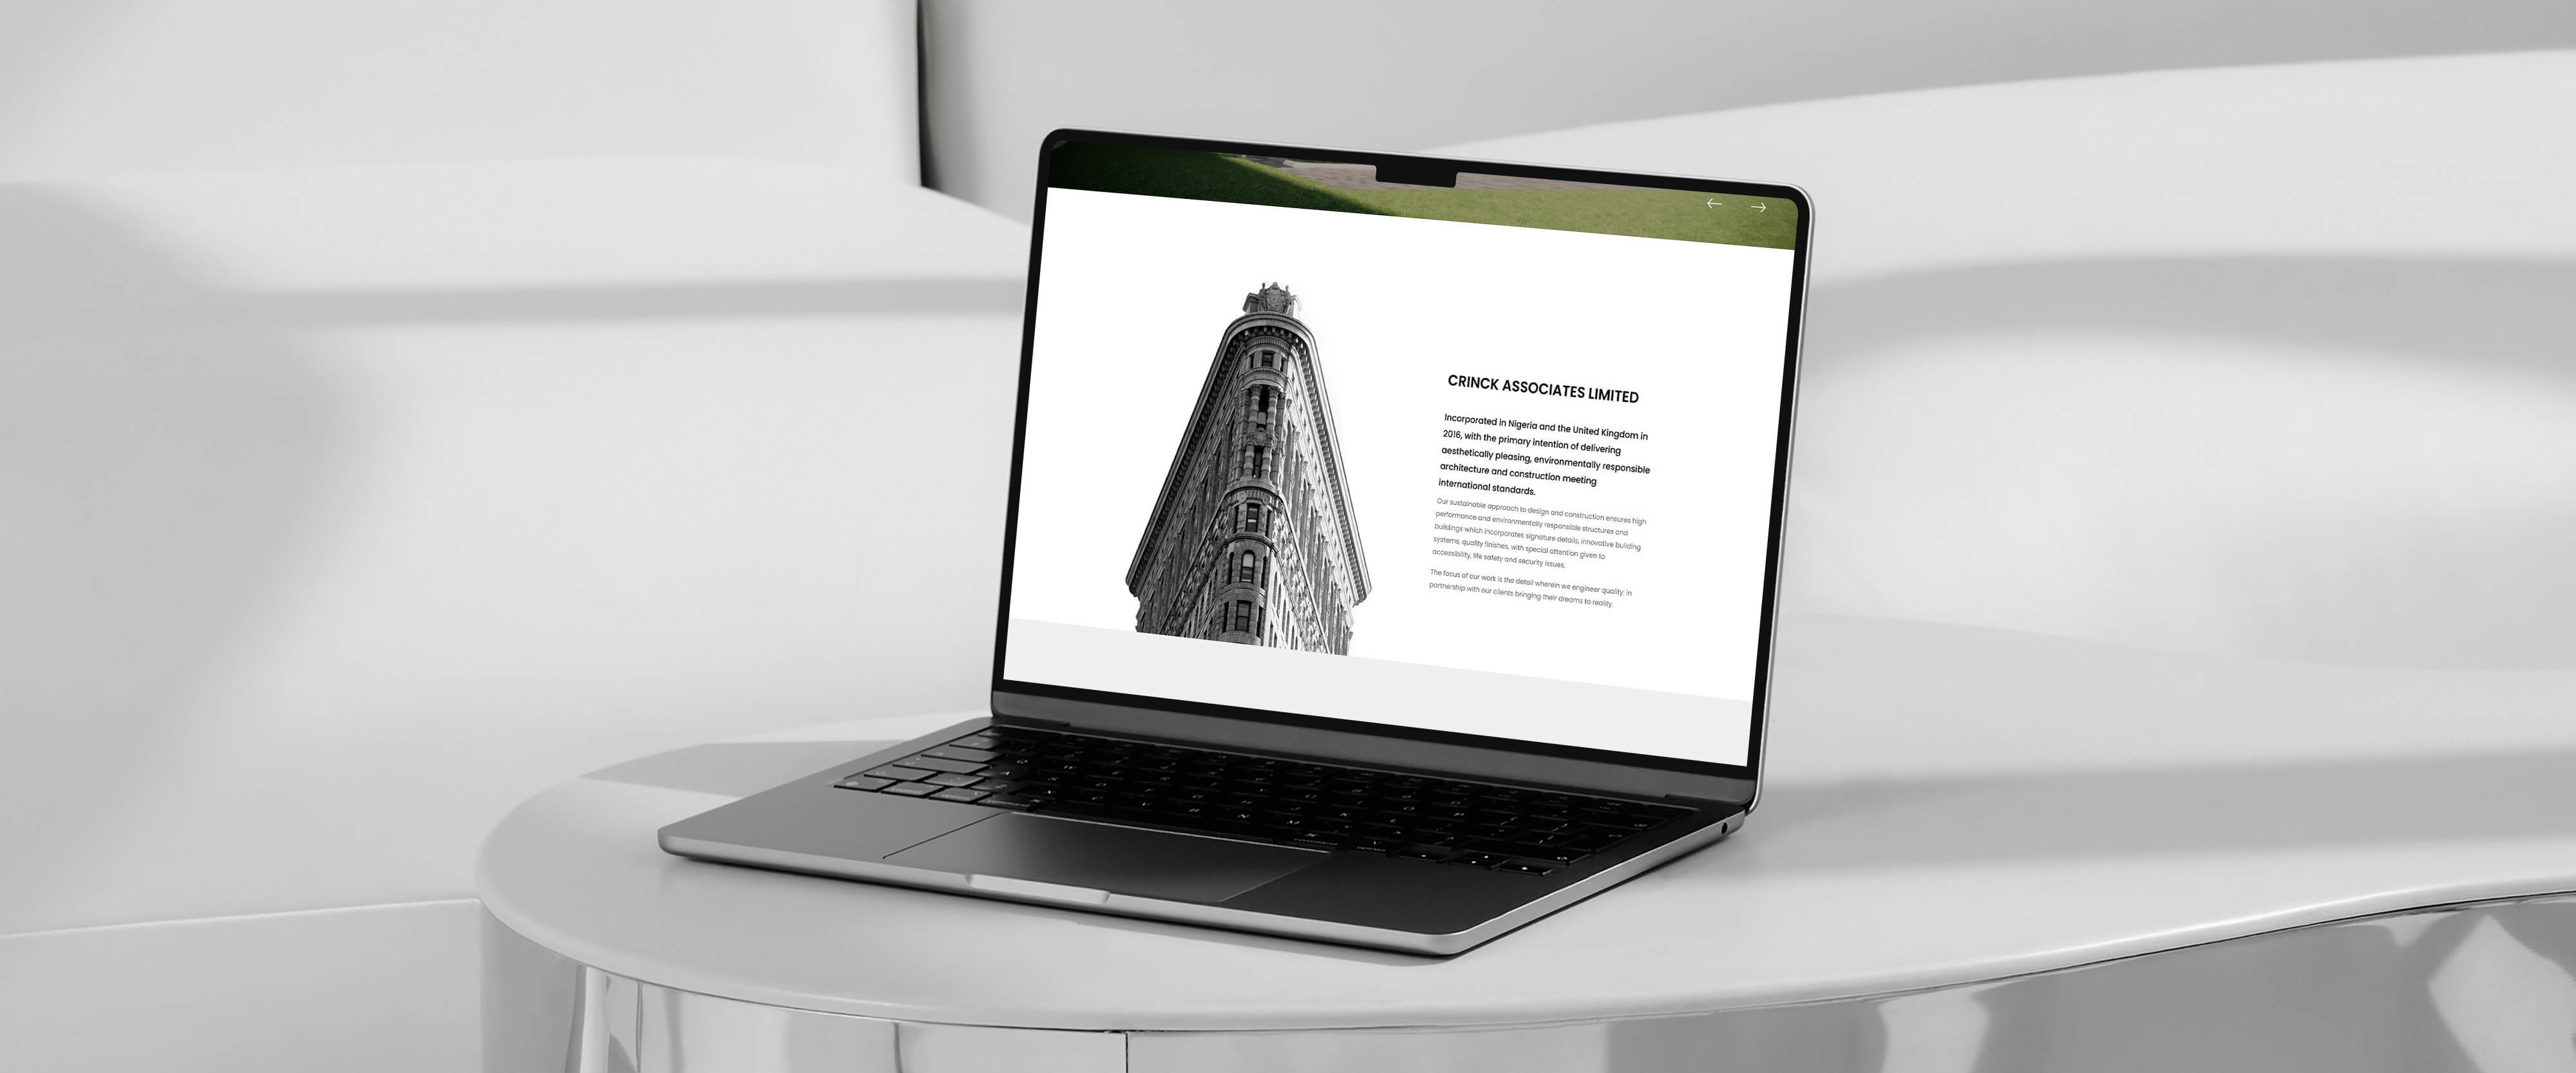 ← →
CRINCK ASSOCIATES LIMITED
Incorporated in Nigeria and the United Kingdom in
2016, with the primary intention of delivering
aesthetically pleasing, environmentally responsible
architecture and construction meeting
international standards.
Our sustainable approach to design and construction ensures high
performance and environmentally responsible structures and
buildings which incorporates signature details, innovative building
systems, quality finishes, with special attention given to
accessibility, life safety and security issues.
The focus of our work is the detail wherein we engineer quality: in
partnership with our clients bringing their dreams to reality.